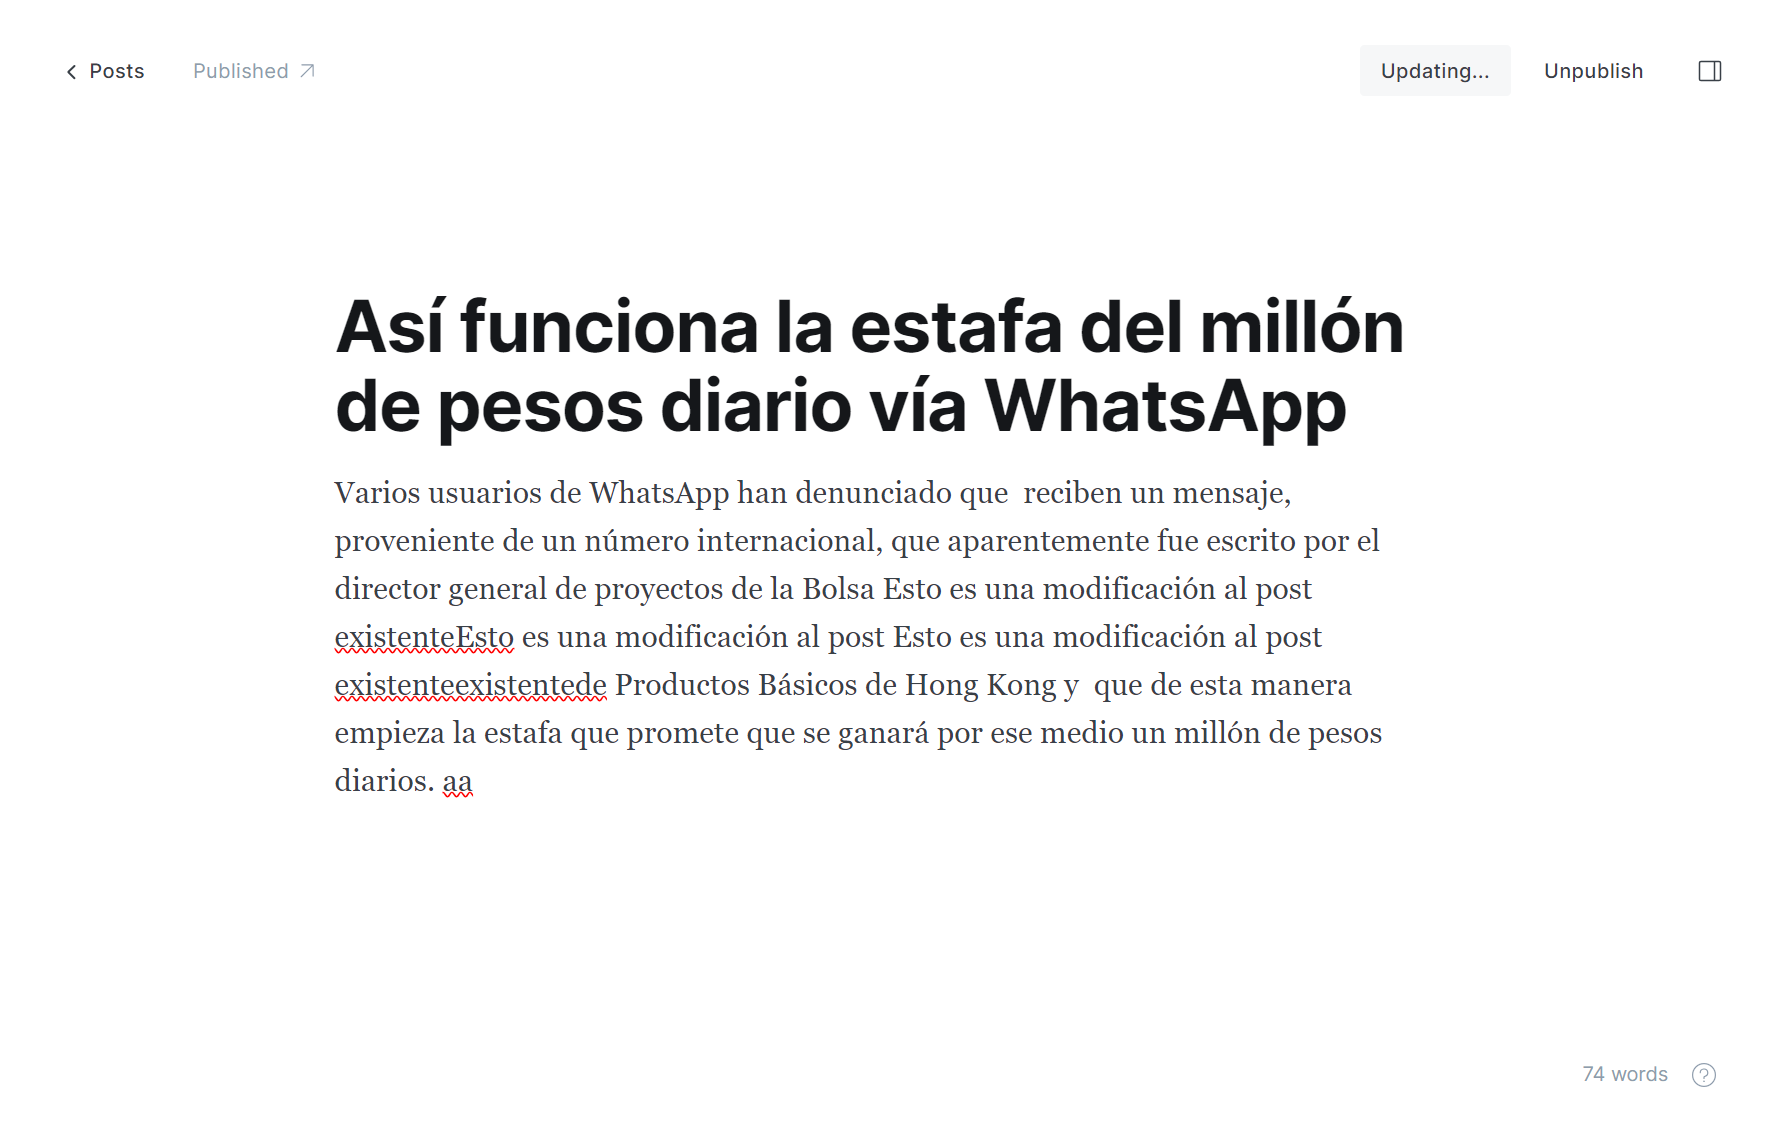 Posts
Published
Updating...
Unpublish
Así funciona la estafa del millón
de pesos diario vía WhatsApp
Varios usuarios de WhatsApp han denunciado que  reciben un mensaje,
proveniente de un número internacional, que aparentemente fue escrito por el
director general de proyectos de la Bolsa Esto es una modificación al post
existenteEsto es una modificación al post Esto es una modificación al post
existenteexistentede Productos Básicos de Hong Kong y  que de esta manera
empieza la estafa que promete que se ganará por ese medio un millón de pesos
diarios. aa
74 words
?